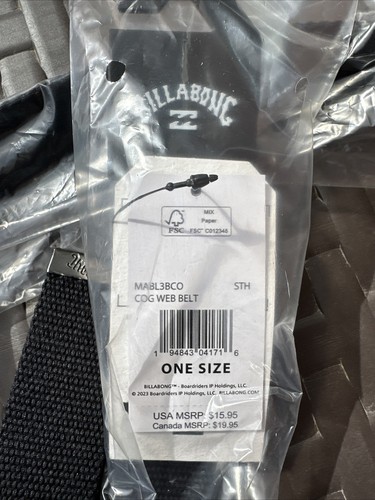 BILLABONG
MIX
Paper
FSC
FSC® C012345
MABL3BCO STH
COG WEB BELT
1 94843 04171 6
ONE SIZE
BILLABONG™ - Boardriders IP Holdings, LLC.
© 2023 Boardriders IP Holdings, LLC. BILLABONG.COM
USA MSRP: $15.95
Canada MSRP: $19.95